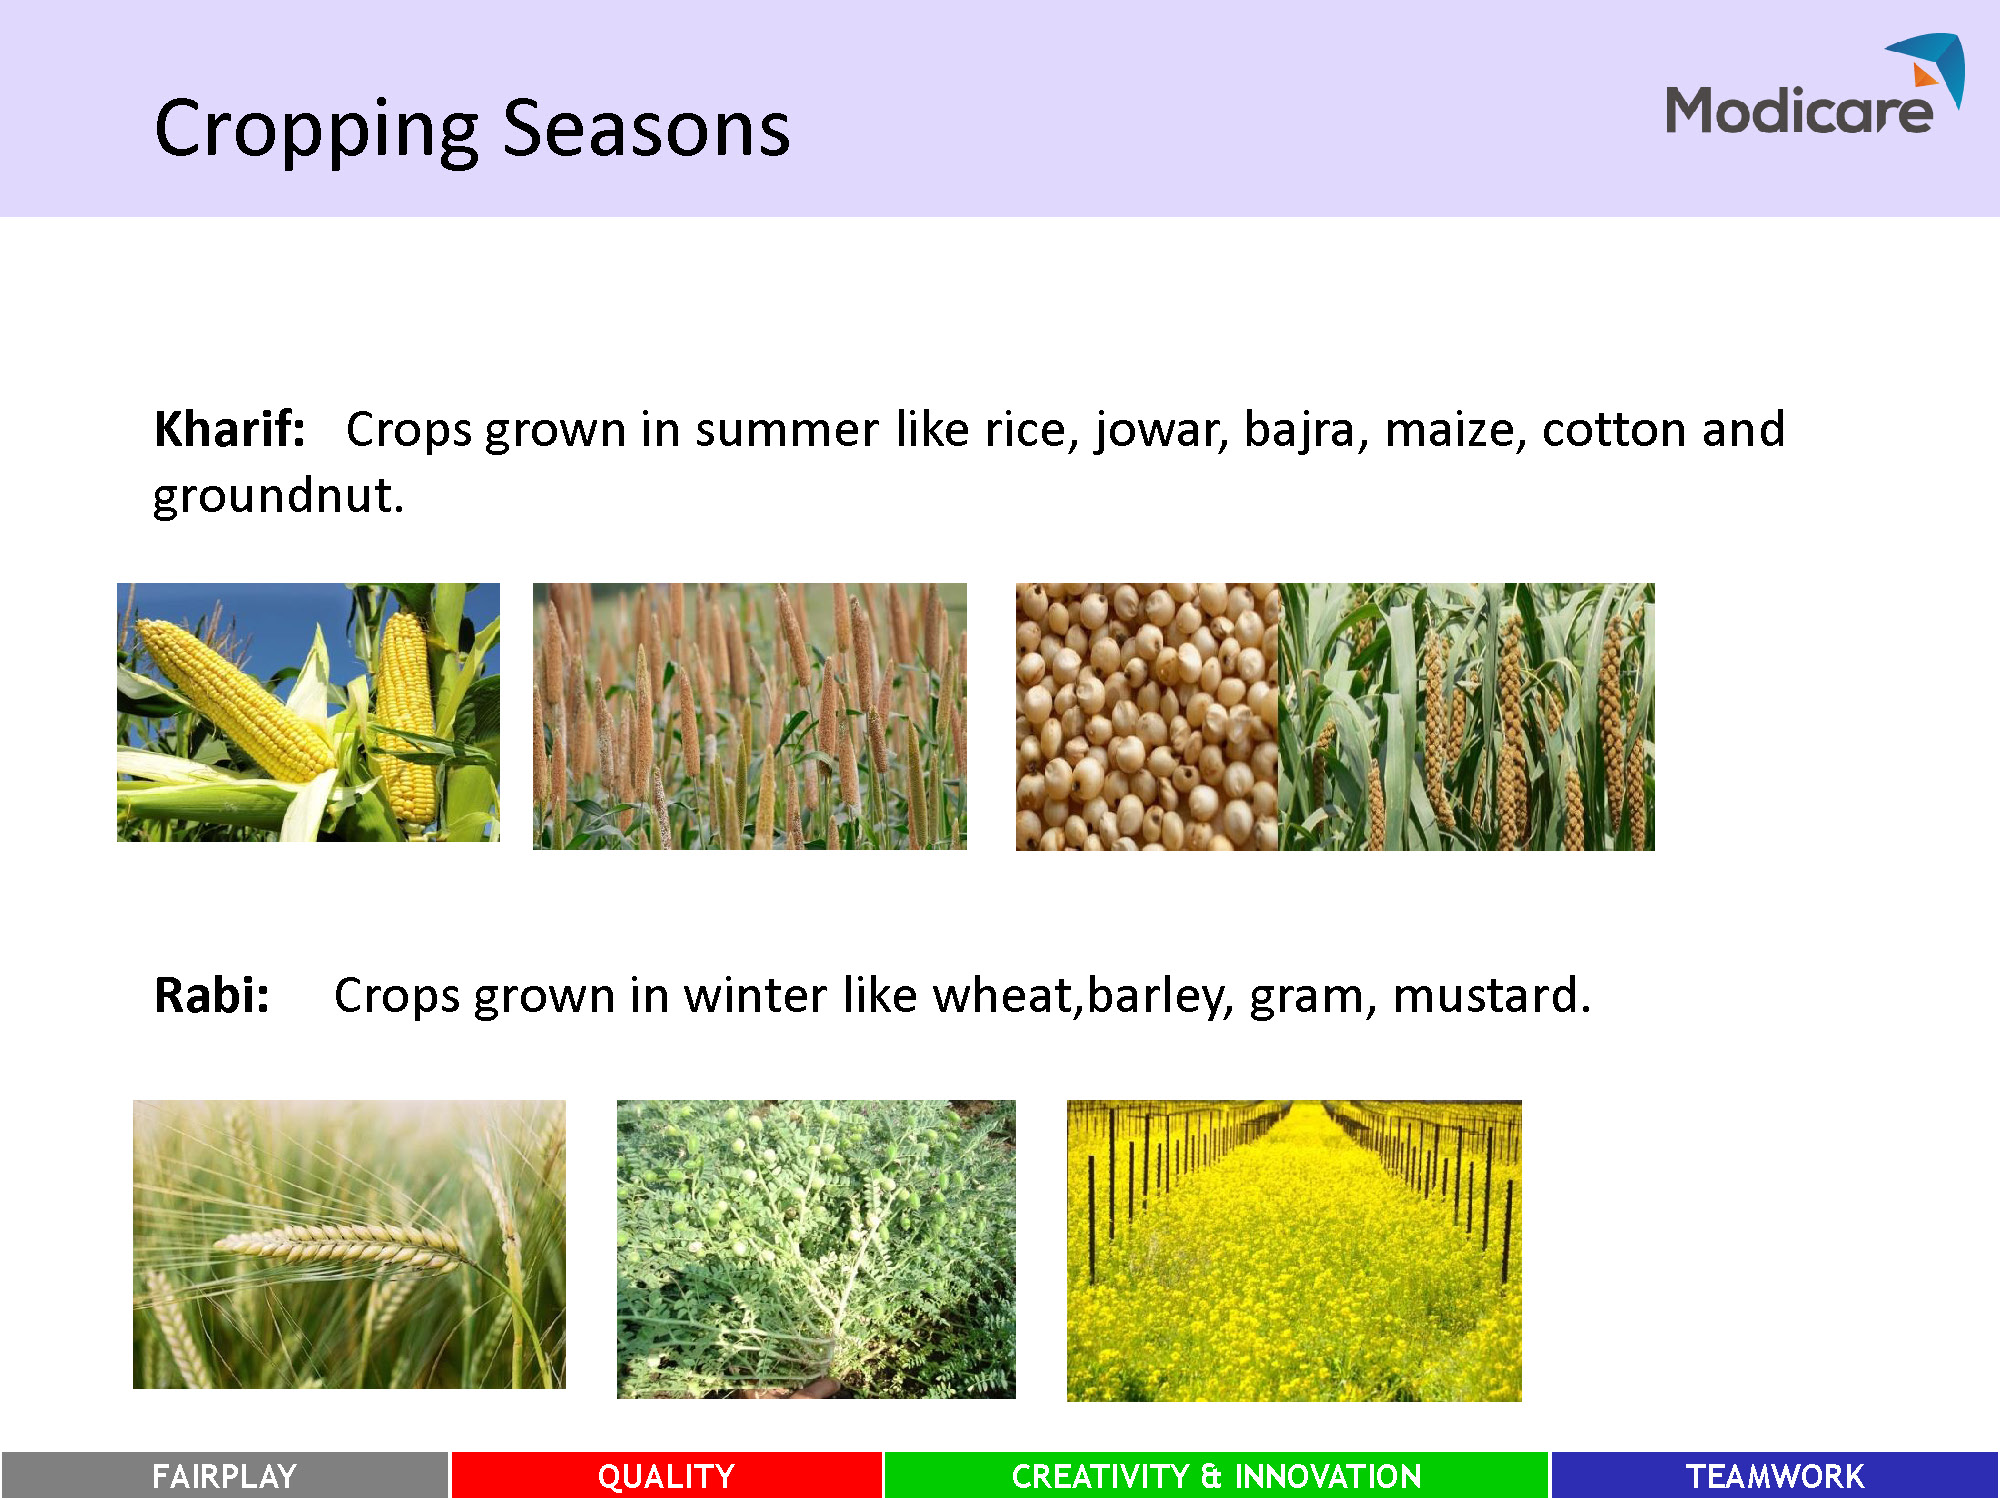 Cropping Seasons
Modicare
Kharif: Crops grown in summer like rice, jowar, bajra, maize, cotton and
groundnut.
Rabi: Crops grown in winter like wheat,barley, gram, mustard.
FAIRPLAY QUALITY CREATIVITY & INNOVATION TEAMWORK